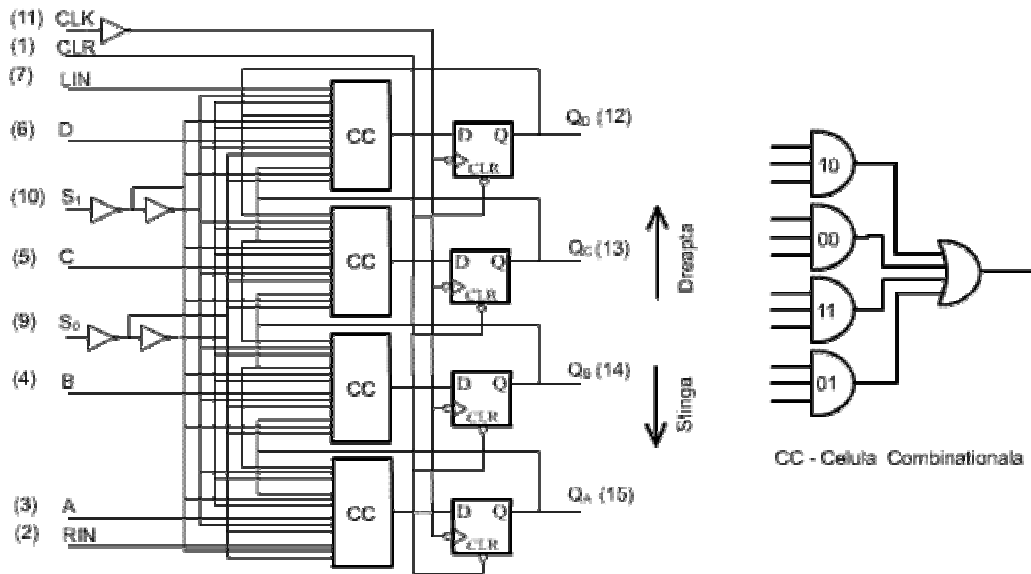 (11) CLK
(1) CLR
(7) LIN
(6) D
(10) S1
(5) C
(9) S0
(4) B
(3) A
(2) RIN
CC
D Q
CLR
QD (12)
CC
D Q
CLR
QC (13)
CC
D Q
CLR
QB (14)
CC
D Q
CLR
QA (15)
Dreapta
Stinga
10
00
11
01
CC - Celula Combinationala